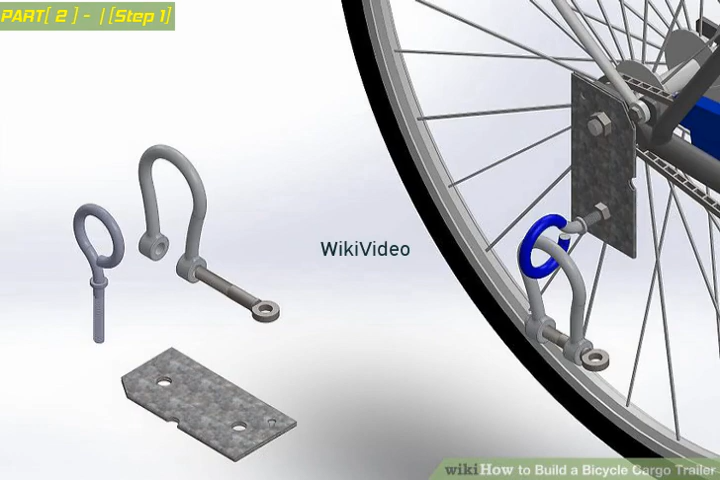 PART[ 2 ] - | [Step 1]
WikiVideo
wikiHow to Build a Bicycle Cargo Trailer